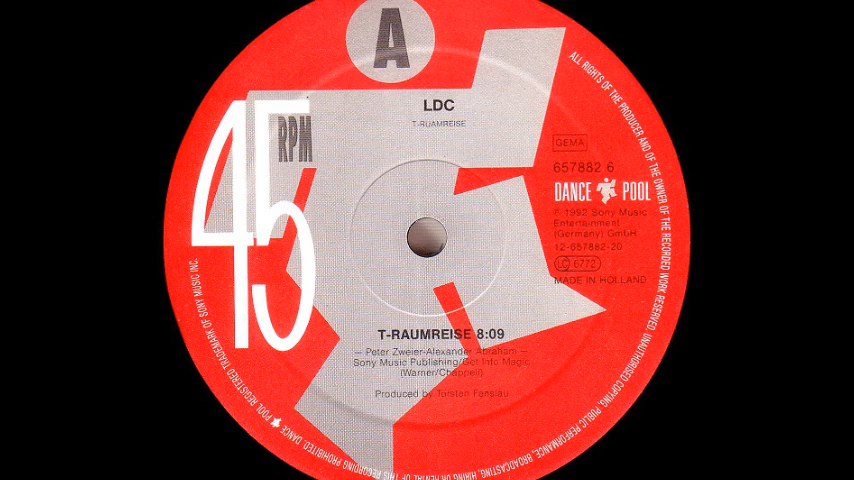 A
45
RPM
LDC
T-RUAMREISE
GEMA
657882 6
DANCE POOL
℗ 1992 Sony Music
Entertainment
(Germany) GmbH
12-657882-20
LC 6772
MADE IN HOLLAND
T-RAUMREISE 8:09
— Peter Zweier-Alexander Abraham —
Sony Music Publishing/Get Into Magic
(Warner/Chappell)
Produced by Torsten Fenslau
ALL RIGHTS OF THE PRODUCER AND OF THE OWNER OF THE RECORDED WORK RESERVED. UNAUTHORISED COPYING, PUBLIC PERFORMANCE, BROADCASTING, HIRING OR RENTAL OF THIS RECORDING PROHIBITED. DANCE POOL REGISTERED TRADEMARK OF SONY MUSIC INC.